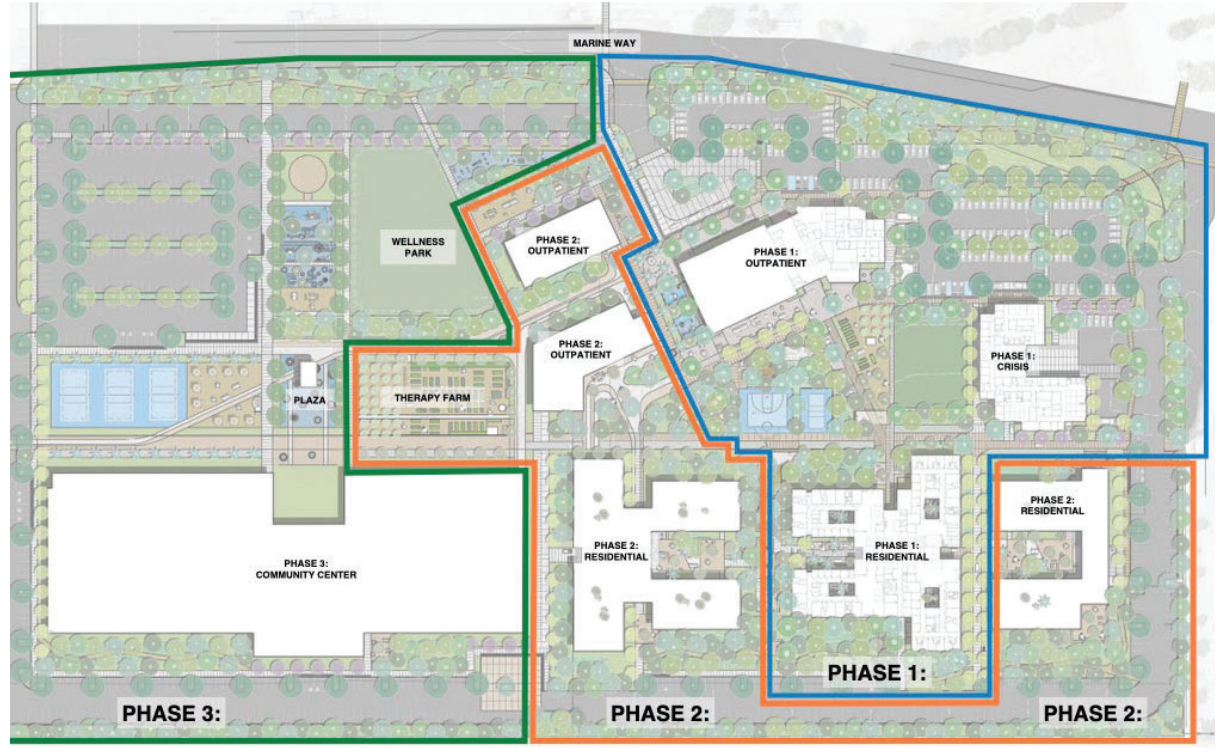 MARINE WAY
WELLNESS
PARK
PHASE 2:
OUTPATIENT
PHASE 1:
OUTPATIENT
PHASE 2:
OUTPATIENT
PHASE 1:
CRISIS
PLAZA
THERAPY FARM
PHASE 2:
RESIDENTIAL
PHASE 3:
COMMUNITY CENTER
PHASE 2:
RESIDENTIAL
PHASE 1:
RESIDENTIAL
PHASE 1:
PHASE 3:
PHASE 2:
PHASE 2: